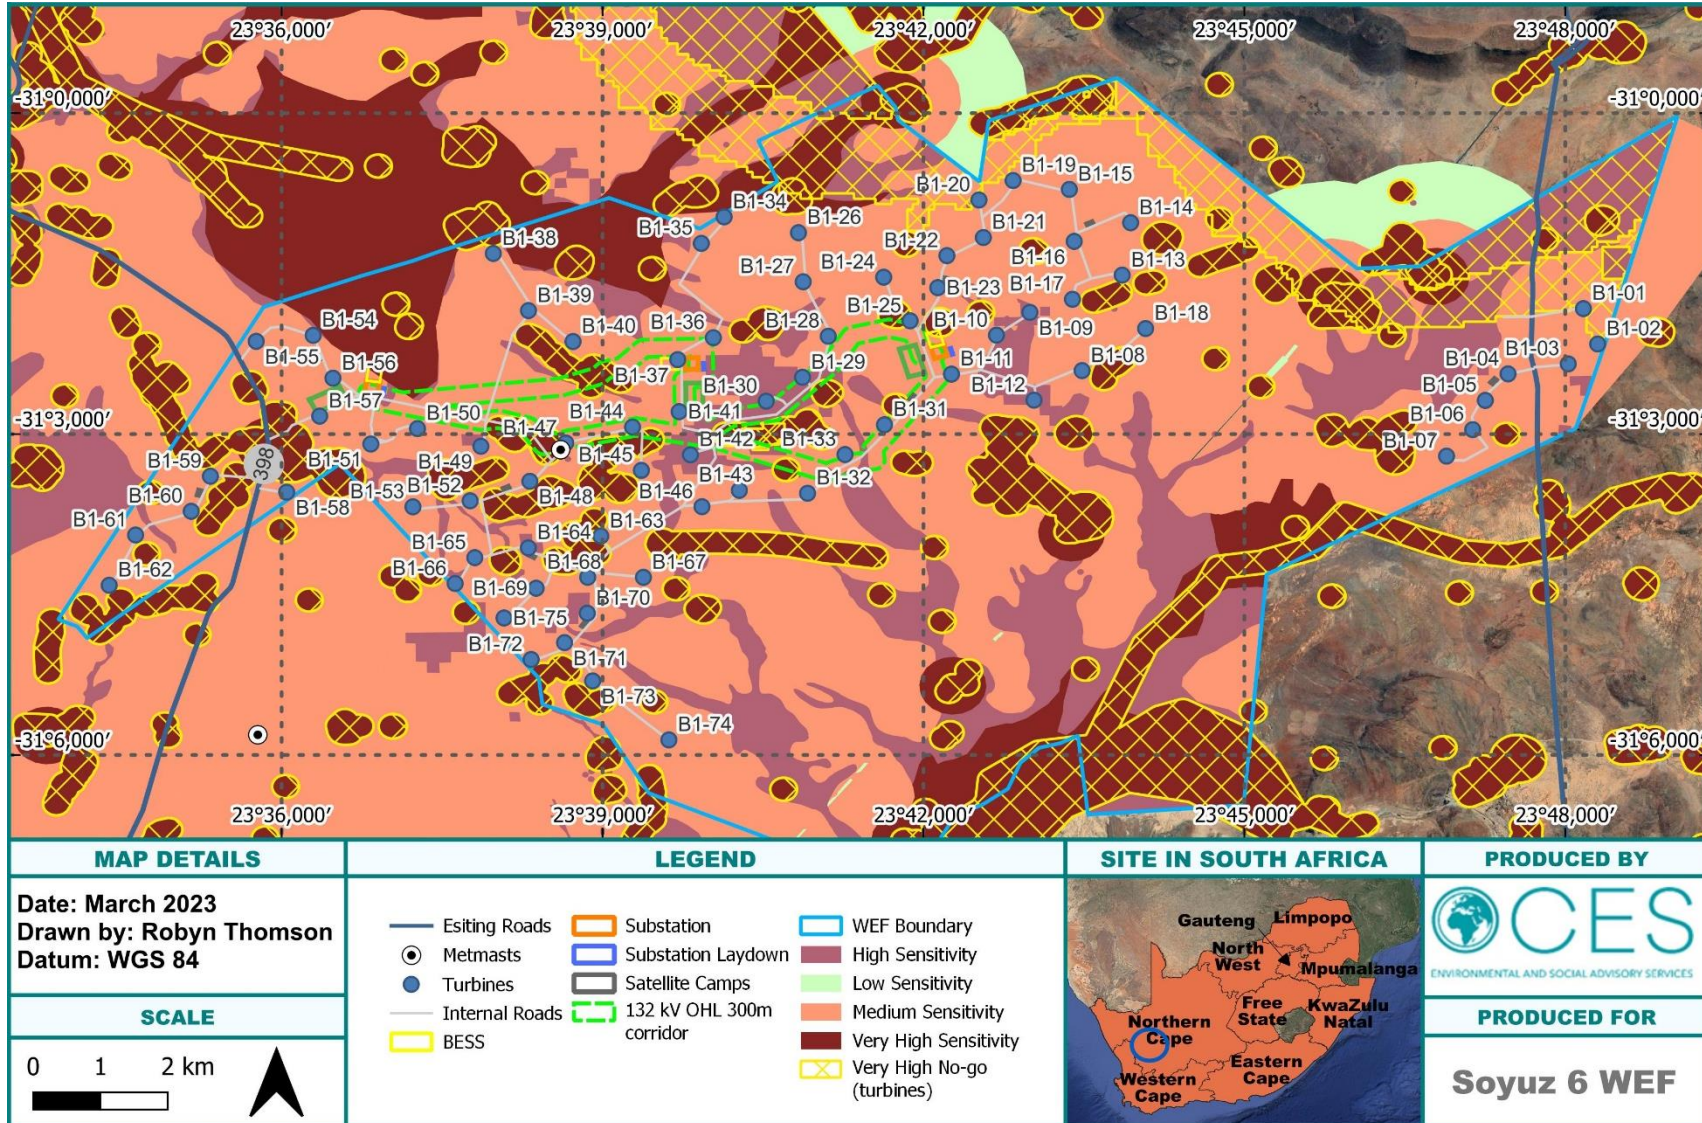 23°36,000′
23°39,000′
23°42,000′
23°45,000′
23°48,000′
-31°0,000′
-31°0,000′
B1-19
B1-15
B1-20
B1-34
B1-26
B1-14
B1-35
B1-21
B1-38
B1-22
B1-16
B1-24
B1-13
B1-27
B1-23
B1-17
B1-39
B1-01
B1-54
B1-25
B1-10
B1-18
B1-40
B1-36
B1-28
B1-09
B1-02
B1-55
B1-04
B1-03
B1-56
B1-37
B1-29
B1-11
B1-08
B1-30
B1-12
B1-05
B1-57
B1-50
B1-44
B1-41
B1-31
B1-06
-31°3,000′
-31°3,000′
B1-47
B1-42
B1-33
B1-07
B1-51
B1-49
B1-45
B1-59
398
B1-43
B1-60
B1-53
B1-52
B1-48
B1-46
B1-32
B1-61
B1-58
B1-63
B1-64
B1-65
B1-62
B1-66
B1-68
B1-67
B1-69
B1-70
B1-75
B1-72
B1-71
B1-73
B1-74
-31°6,000′
-31°6,000′
23°36,000′
23°39,000′
23°42,000′
23°45,000′
23°48,000′
MAP DETAILS
Date: March 2023
Drawn by: Robyn Thomson
Datum: WGS 84
SCALE
0 1 2 km
LEGEND
Esiting Roads
Metmasts
Turbines
Internal Roads
BESS
Substation
Substation Laydown
Satellite Camps
132 kV OHL 300m
corridor
WEF Boundary
High Sensitivity
Low Sensitivity
Medium Sensitivity
Very High Sensitivity
Very High No-go
(turbines)
SITE IN SOUTH AFRICA
Gauteng
Limpopo
North
West
Mpumalanga
Free
State
KwaZulu
Natal
Northern
Cape
Eastern
Cape
Western
Cape
PRODUCED BY
CES
ENVIRONMENTAL AND SOCIAL ADVISORY SERVICES
PRODUCED FOR
Soyuz 6 WEF